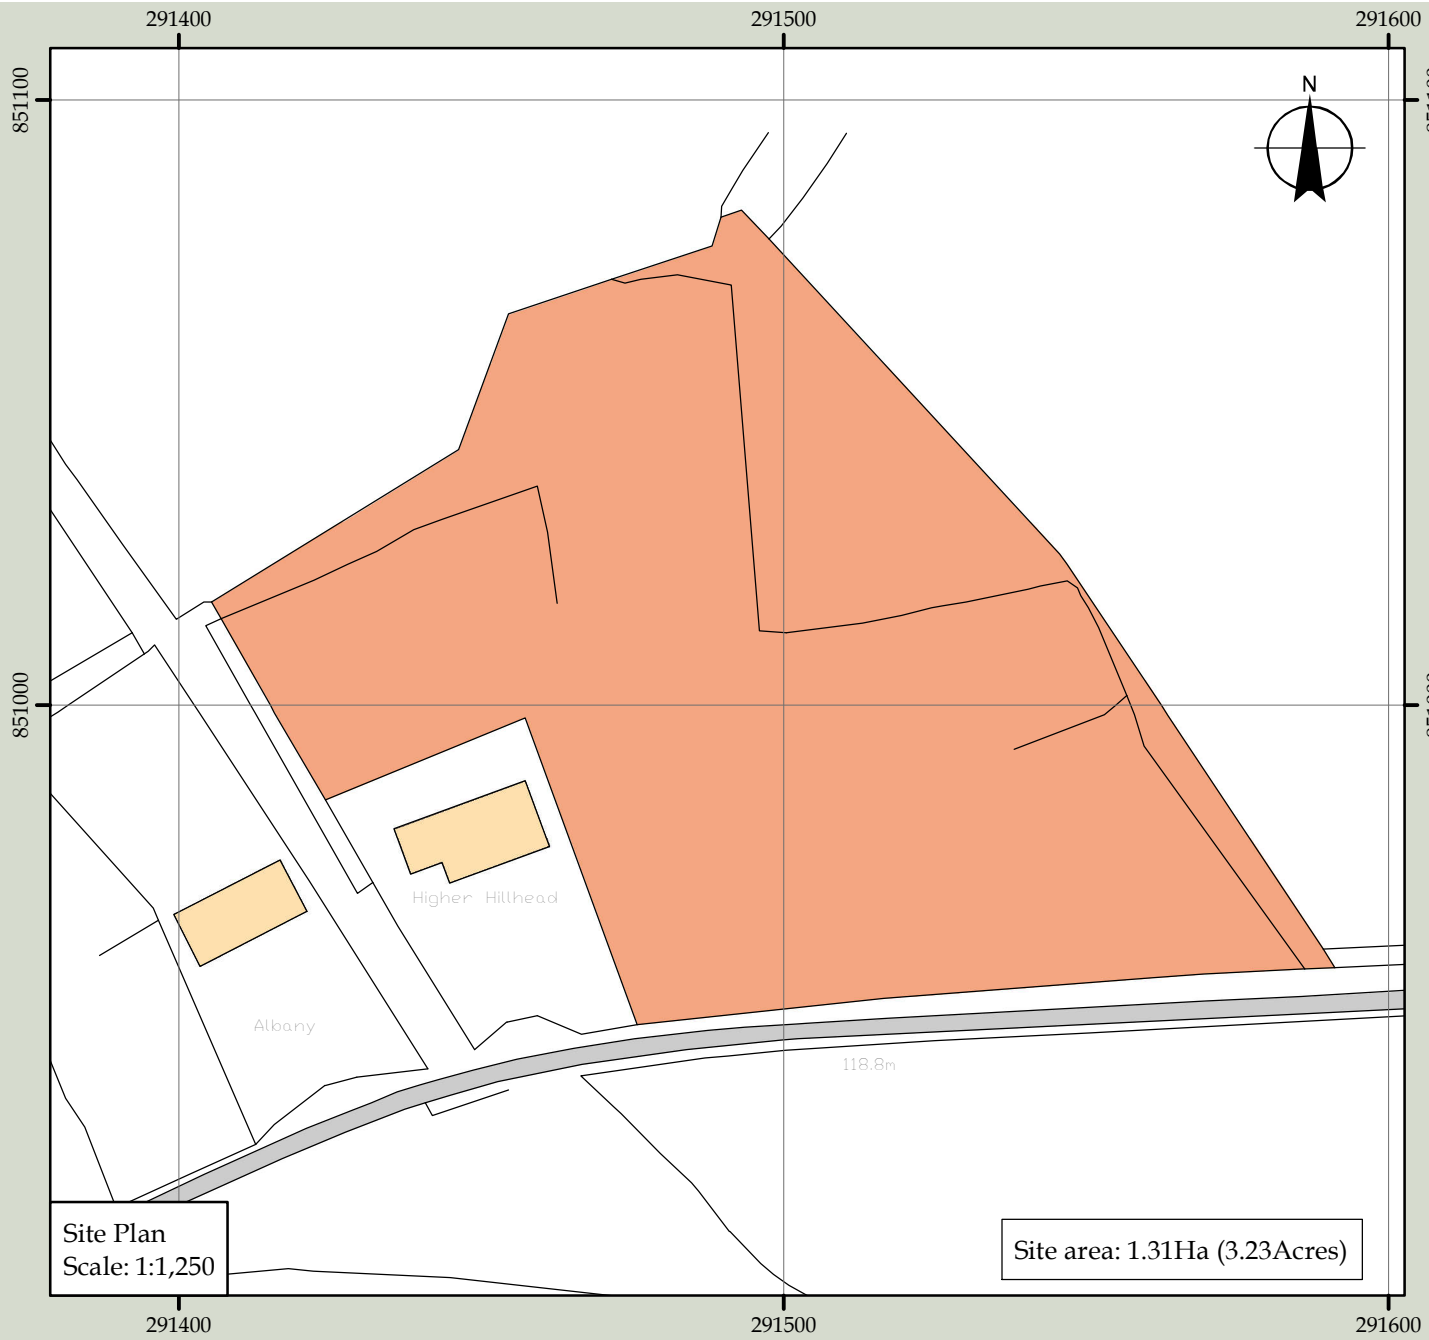 291400
291500
291600
851100
N
851000
Higher Hillhead
Albany
118.8m
Site Plan
Scale: 1:1,250
Site area: 1.31Ha (3.23Acres)
291400
291500
291600